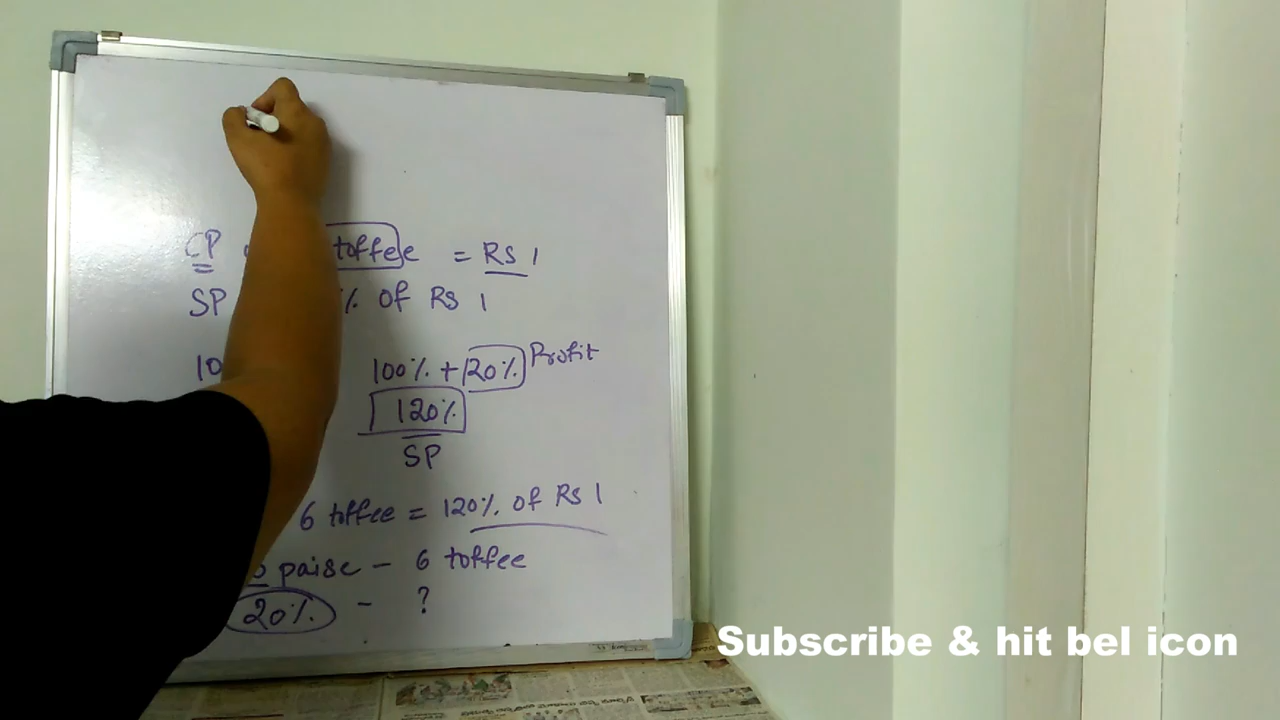 CP toffee = RS 1
SP % of Rs 1
10 100% + 20% Profit
120%
SP
6 toffee = 120% of Rs 1
paise - 6 toffee
20% - ?
Subscribe & hit bel icon